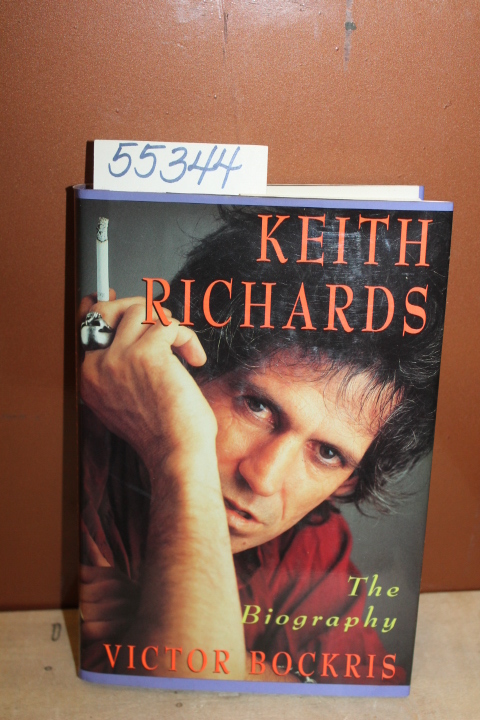 55344
KEITH
RICHARDS
The
Biography
VICTOR BOCKRIS